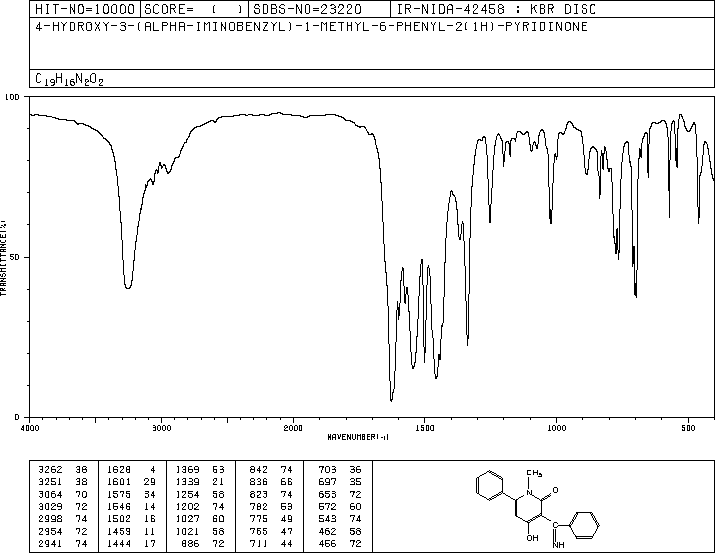 HIT-NO=10000 SCORE= ( ) SDBS-NO=23220 IR-NIDA-42458 : KBR DISC
4-HYDROXY-3-(ALPHA-IMINOBENZYL)-1-METHYL-6-PHENYL-2(1H)-PYRIDINONE
C19H16N2O2
100
50
0
TRANSMITTANCE(%)
4000 3000 2000 1500 1000 500
WAVENUMBER(-1)
3262 38 1628 4 1369 53 842 74 703 36
3251 38 1601 29 1339 21 836 66 697 35
3064 70 1575 34 1254 58 823 74 653 72
3029 72 1546 14 1202 74 782 53 572 60
2998 74 1502 16 1027 60 775 49 543 74
2954 72 1459 11 1021 58 765 47 462 58
2941 74 1444 17 886 72 711 44 456 72
CH3
N
O
OH
NH